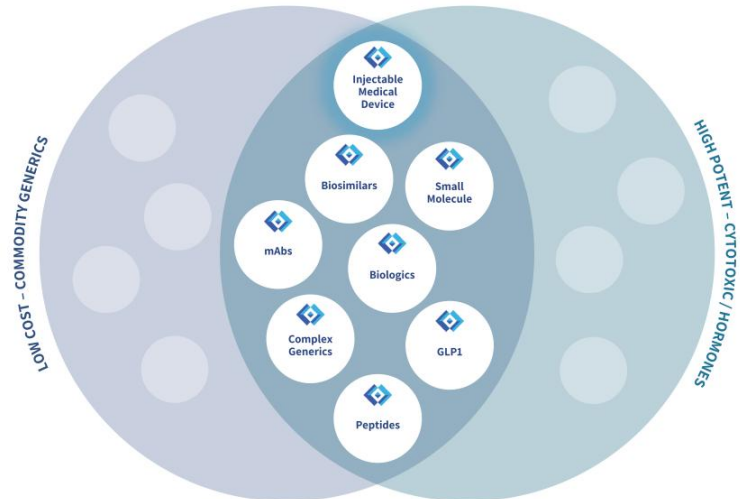 Injectable
Medical
Device
Biosimilars
Small
Molecule
mAbs
Biologics
Complex
Generics
GLP1
Peptides
LOW COST – COMMODITY GENERICS
HIGH POTENT – CYTOTOXIC / HORMONES